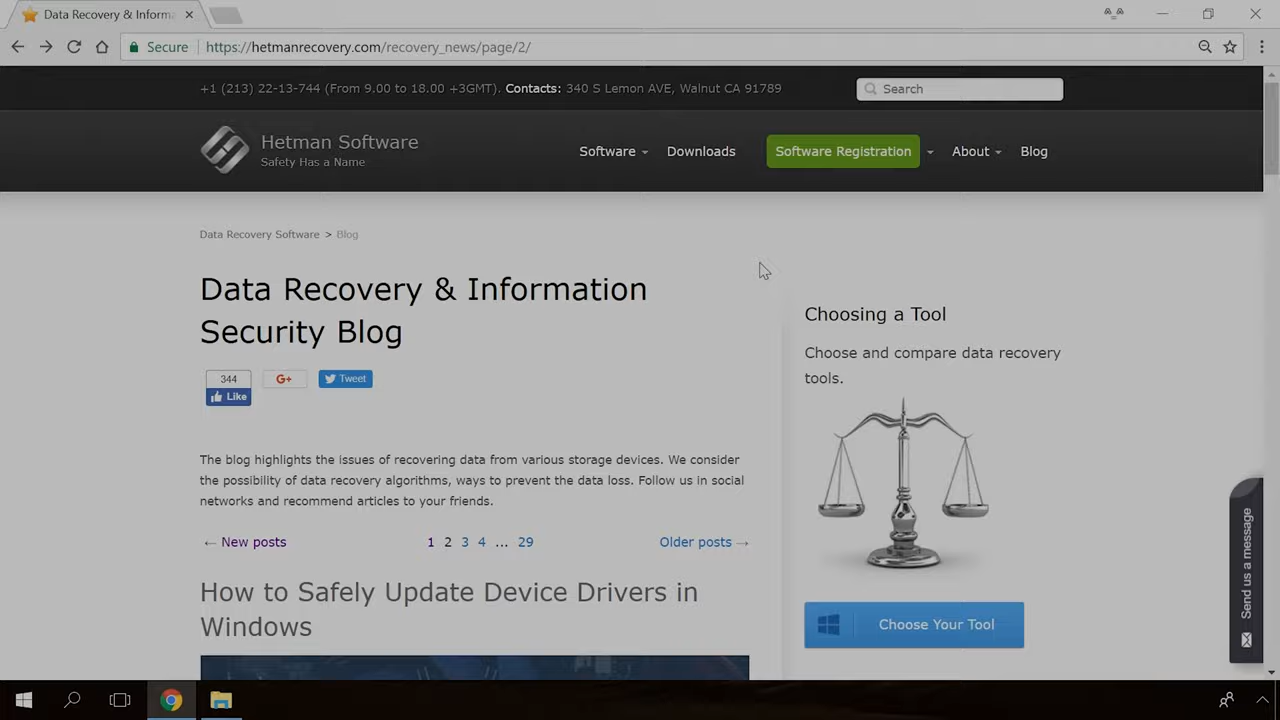 Data Recovery & Informa
Secure
https://hetmanrecovery.com/recovery_news/page/2/
+1 (213) 22-13-744 (From 9.00 to 18.00 +3GMT). Contacts: 340 S Lemon AVE, Walnut CA 91789
Search
Hetman Software
Safety Has a Name
Software
Downloads
Software Registration
About
Blog
Data Recovery Software > Blog
Data Recovery & Information
Security Blog
344
Like
G+
Tweet
The blog highlights the issues of recovering data from various storage devices. We consider
the possibility of data recovery algorithms, ways to prevent the data loss. Follow us in social
networks and recommend articles to your friends.
← New posts
1 2 3 4 ... 29
Older posts →
How to Safely Update Device Drivers in
Windows
Choosing a Tool
Choose and compare data recovery
tools.
Choose Your Tool
Send us a message